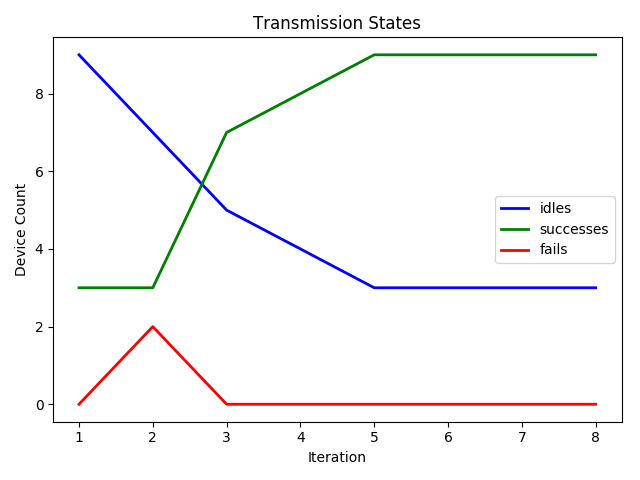 Transmission States
Device Count
8
6
4
2
0
idles
successes
fails
1 2 3 4 5 6 7 8
Iteration